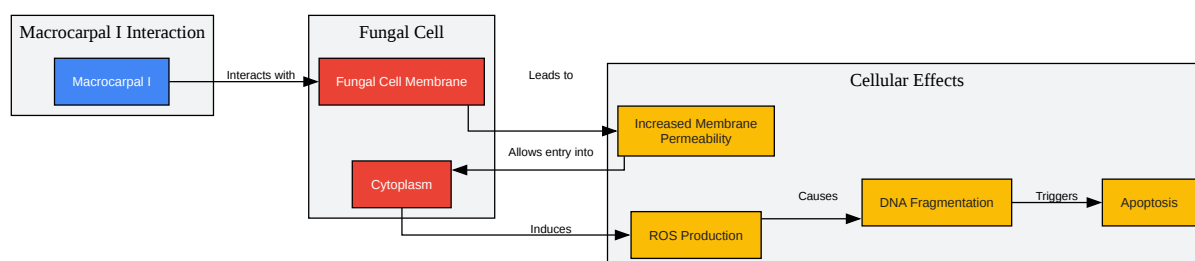 Macrocarpal I Interaction
Macrocarpal I
Interacts with
Fungal Cell
Fungal Cell Membrane
Leads to
Cellular Effects
Increased Membrane
Permeability
Allows entry into
Cytoplasm
Induces
ROS Production
Causes
DNA Fragmentation
Triggers
Apoptosis